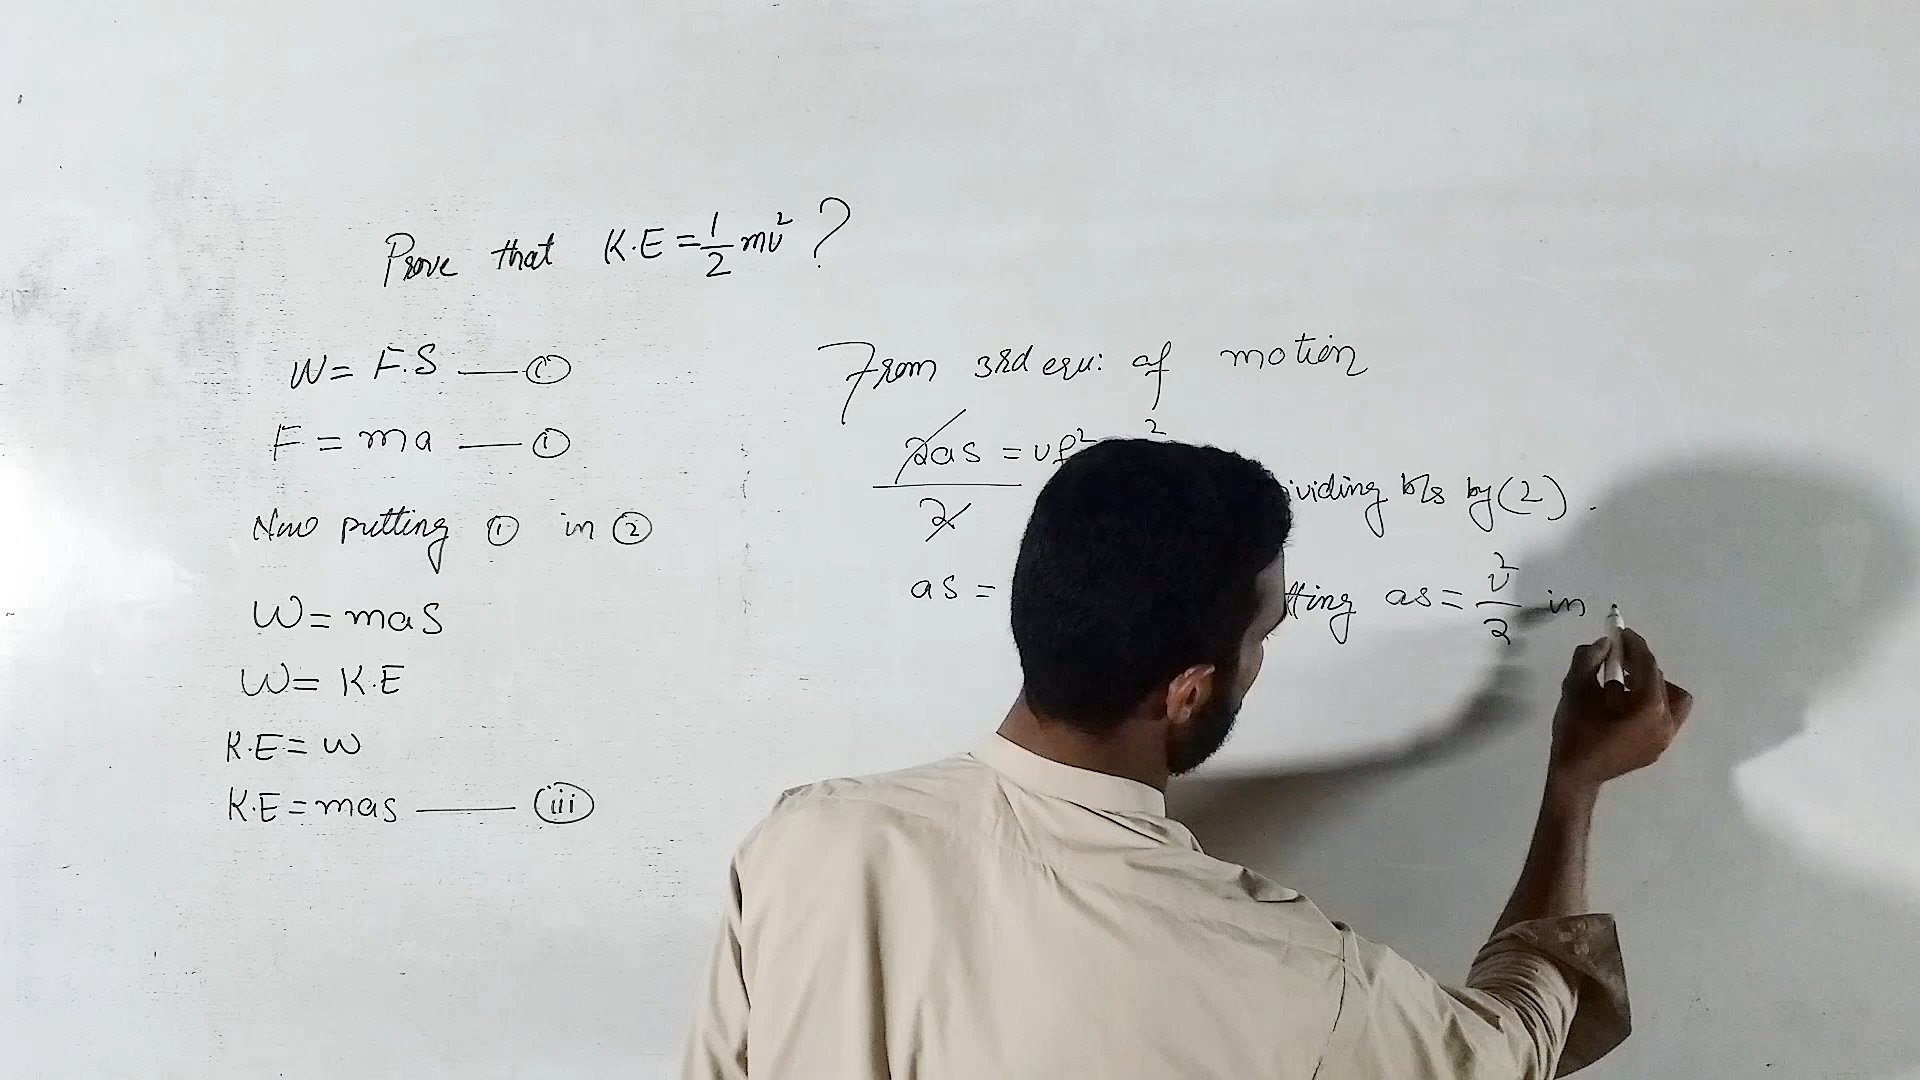 Prove that K.E = 1/2 mv² ?
W = F.S — ①
F = ma — ①
Now putting ① in ②
W = mas
W = K.E
K.E = W
K.E = mas — (iii)
From 3rd equ: of motion
2as = vf² 2
2
ividing b/s by (2).
as =
tting as = v²/2 in